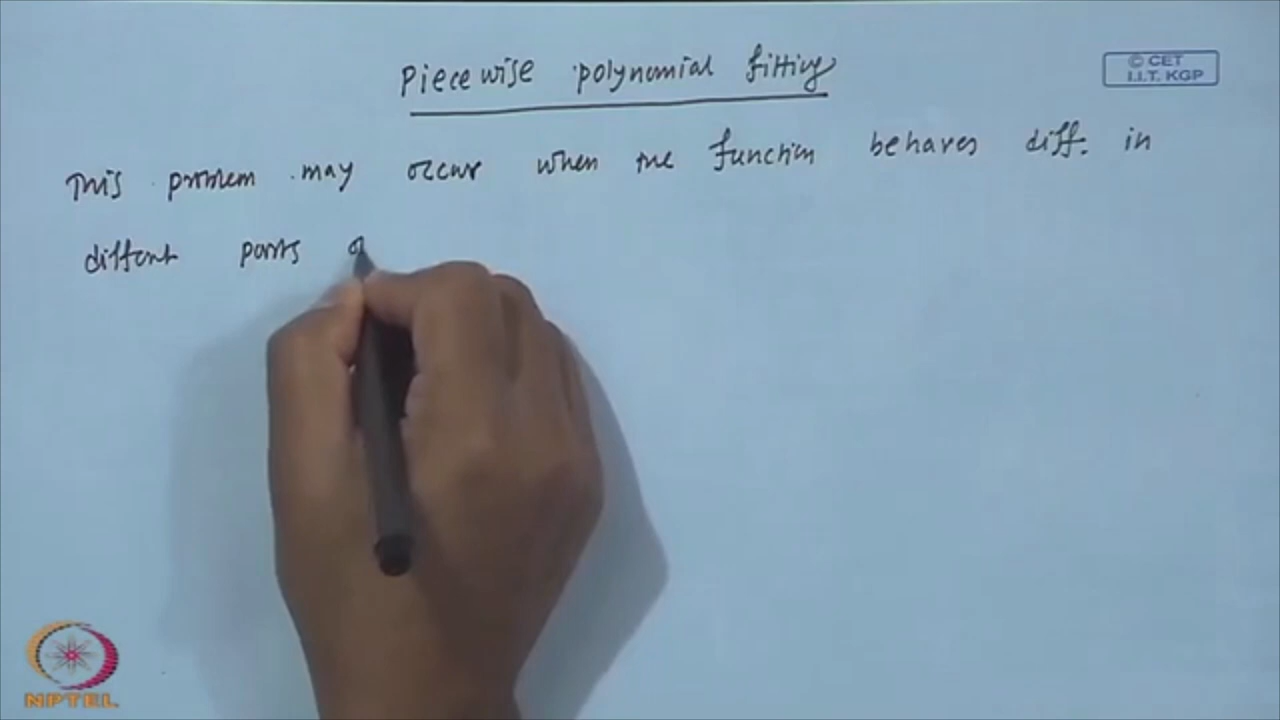 Piecewise polynomial fitting
© CET
I.I.T. KGP
This problem may occur when the function behaves diff. in
diffent parts
NPTEL